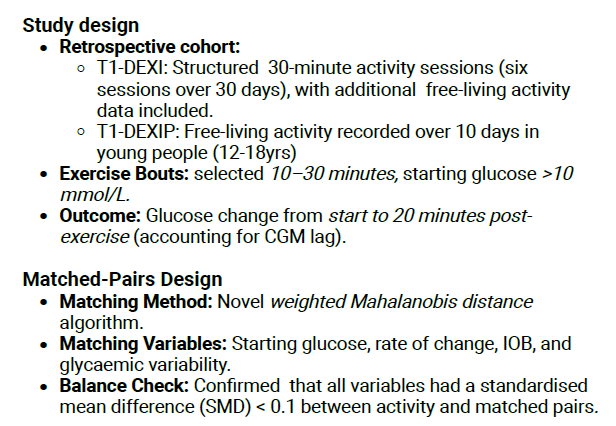 Study design
• Retrospective cohort:
○ T1-DEXI: Structured 30-minute activity sessions (six
sessions over 30 days), with additional free-living activity
data included.
○ T1-DEXIP: Free-living activity recorded over 10 days in
young people (12-18yrs)
• Exercise Bouts: selected 10–30 minutes, starting glucose >10
mmol/L.
• Outcome: Glucose change from start to 20 minutes post-
exercise (accounting for CGM lag).
Matched-Pairs Design
• Matching Method: Novel weighted Mahalanobis distance
algorithm.
• Matching Variables: Starting glucose, rate of change, IOB, and
glycaemic variability.
• Balance Check: Confirmed that all variables had a standardised
mean difference (SMD) < 0.1 between activity and matched pairs.